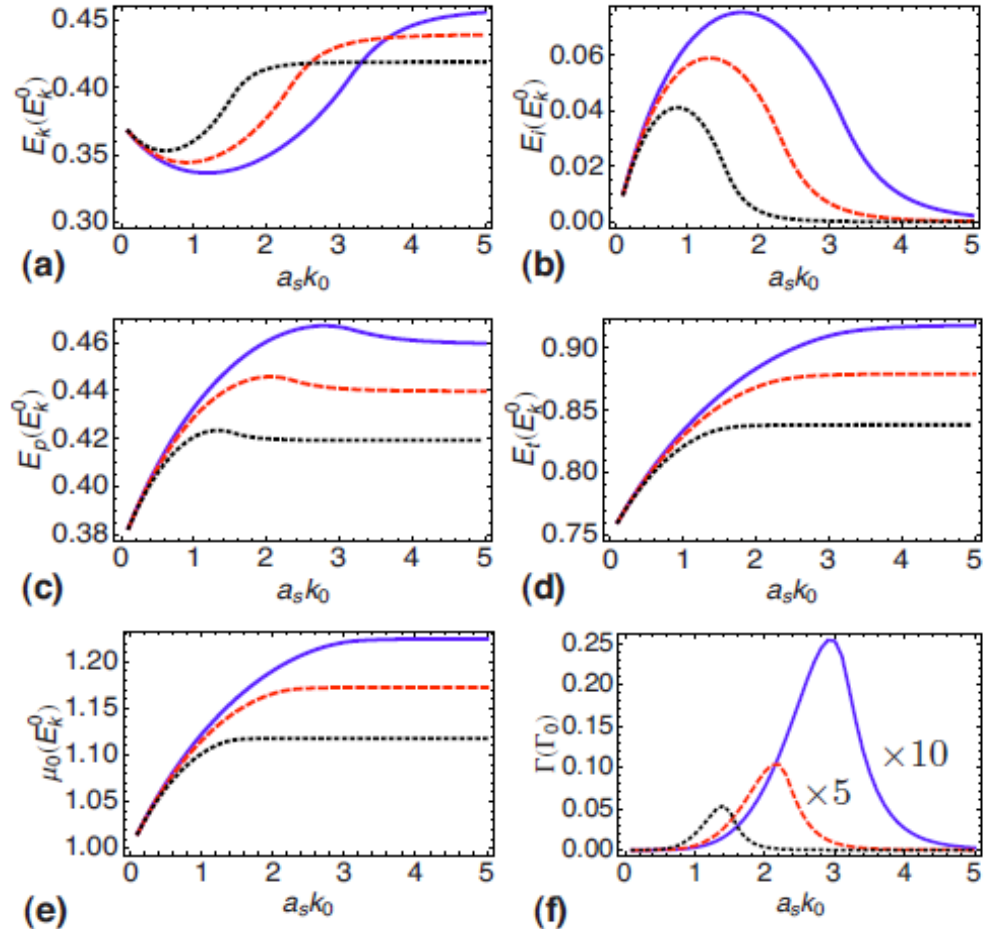 0.45
0.40
0.35
0.30
E_k(E_k^0)
0 1 2 3 4 5
(a)
a_s k_0
0.06
0.04
0.02
0.00
E_i(E_k^0)
0 1 2 3 4 5
(b)
a_s k_0
0.46
0.44
0.42
0.38
E_p(E_k^0)
0 1 2 3 4 5
(c)
a_s k_0
0.90
0.85
0.80
0.75
E_t(E_k^0)
0 1 2 3 4 5
(d)
a_s k_0
1.20
1.15
1.10
1.05
1.00
μ_0(E_k^0)
0 1 2 3 4 5
(e)
a_s k_0
0.25
0.20
0.15
0.10
0.05
0.00
Γ(Γ_0)
×10
×5
0 1 2 3 4 5
(f)
a_s k_0